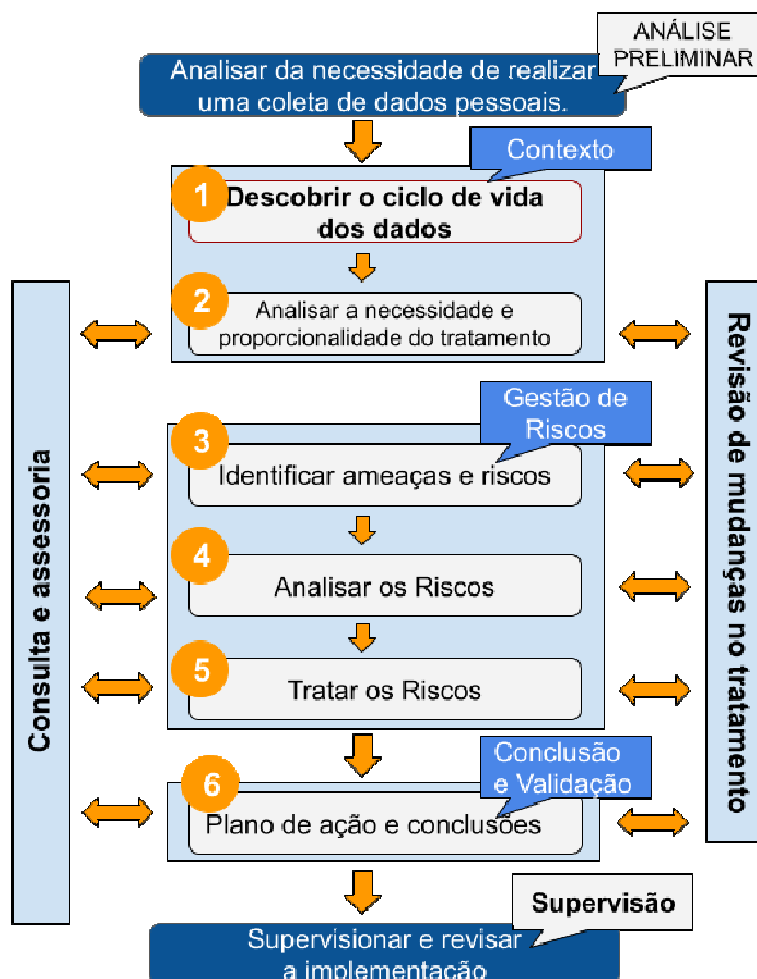 ANÁLISE
PRELIMINAR
Analisar da necessidade de realizar
uma coleta de dados pessoais.
Contexto
1
Descobrir o ciclo de vida
dos dados
2
Analisar a necessidade e
proporcionalidade do tratamento
Gestão de
Riscos
3
Identificar ameaças e riscos
4
Analisar os Riscos
5
Tratar os Riscos
Conclusão
e Validação
6
Plano de ação e conclusões
Consulta e assessoria
Revisão de mudanças no tratamento
Supervisão
Supervisionar e revisar
a implementação